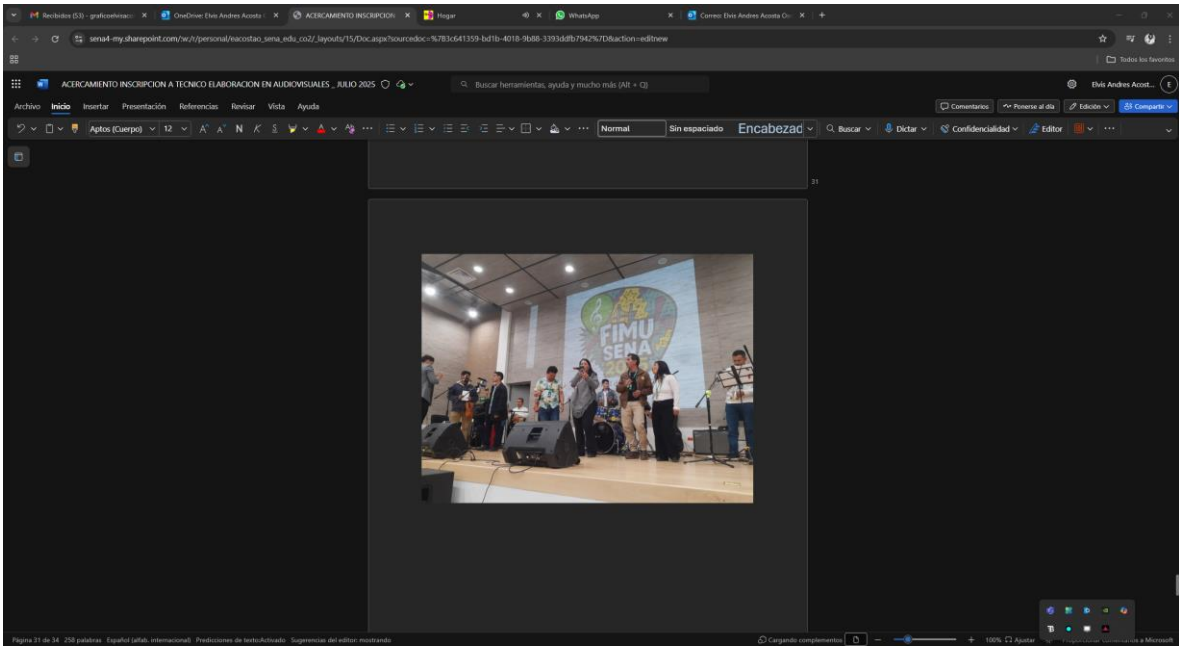 Recibidos (53) - graficoelvisaco
OneDrive: Elvis Andres Acosta
ACERCAMIENTO INSCRIPCION
Hogar
WhatsApp
Correo: Elvis Andres Acosta
sena4-my.sharepoint.com/:w:/r/personal/eacostao_sena_edu_co2/_layouts/15/Doc.aspx?sourcedoc=%7B3c641359-bd1b-4018-9b88-3393ddfb7942%7D&action=editnew
Todos los favoritos
ACERCAMIENTO INSCRIPCION A TECNICO ELABORACION EN AUDIOVISUALES _ JULIO 2025
Buscar herramientas, ayuda y mucho más (Alt + Q)
Elvis Andres Acost... E
Archivo Inicio Insertar Presentación Referencias Revisar Vista Ayuda
Comentarios Ponerse al día Edición Compartir
Aptos (Cuerpo) 12 A A N K S A Normal Sin espaciado Encabezad Buscar Dictar Confidencialidad Editor
31
FIMU
SENA
Página 31 de 34 258 palabras Español (alfab. internacional) Predicciones de texto:Activado Sugerencias del editor: mostrando
Cargando complementos 100% Ajustar a Microsoft